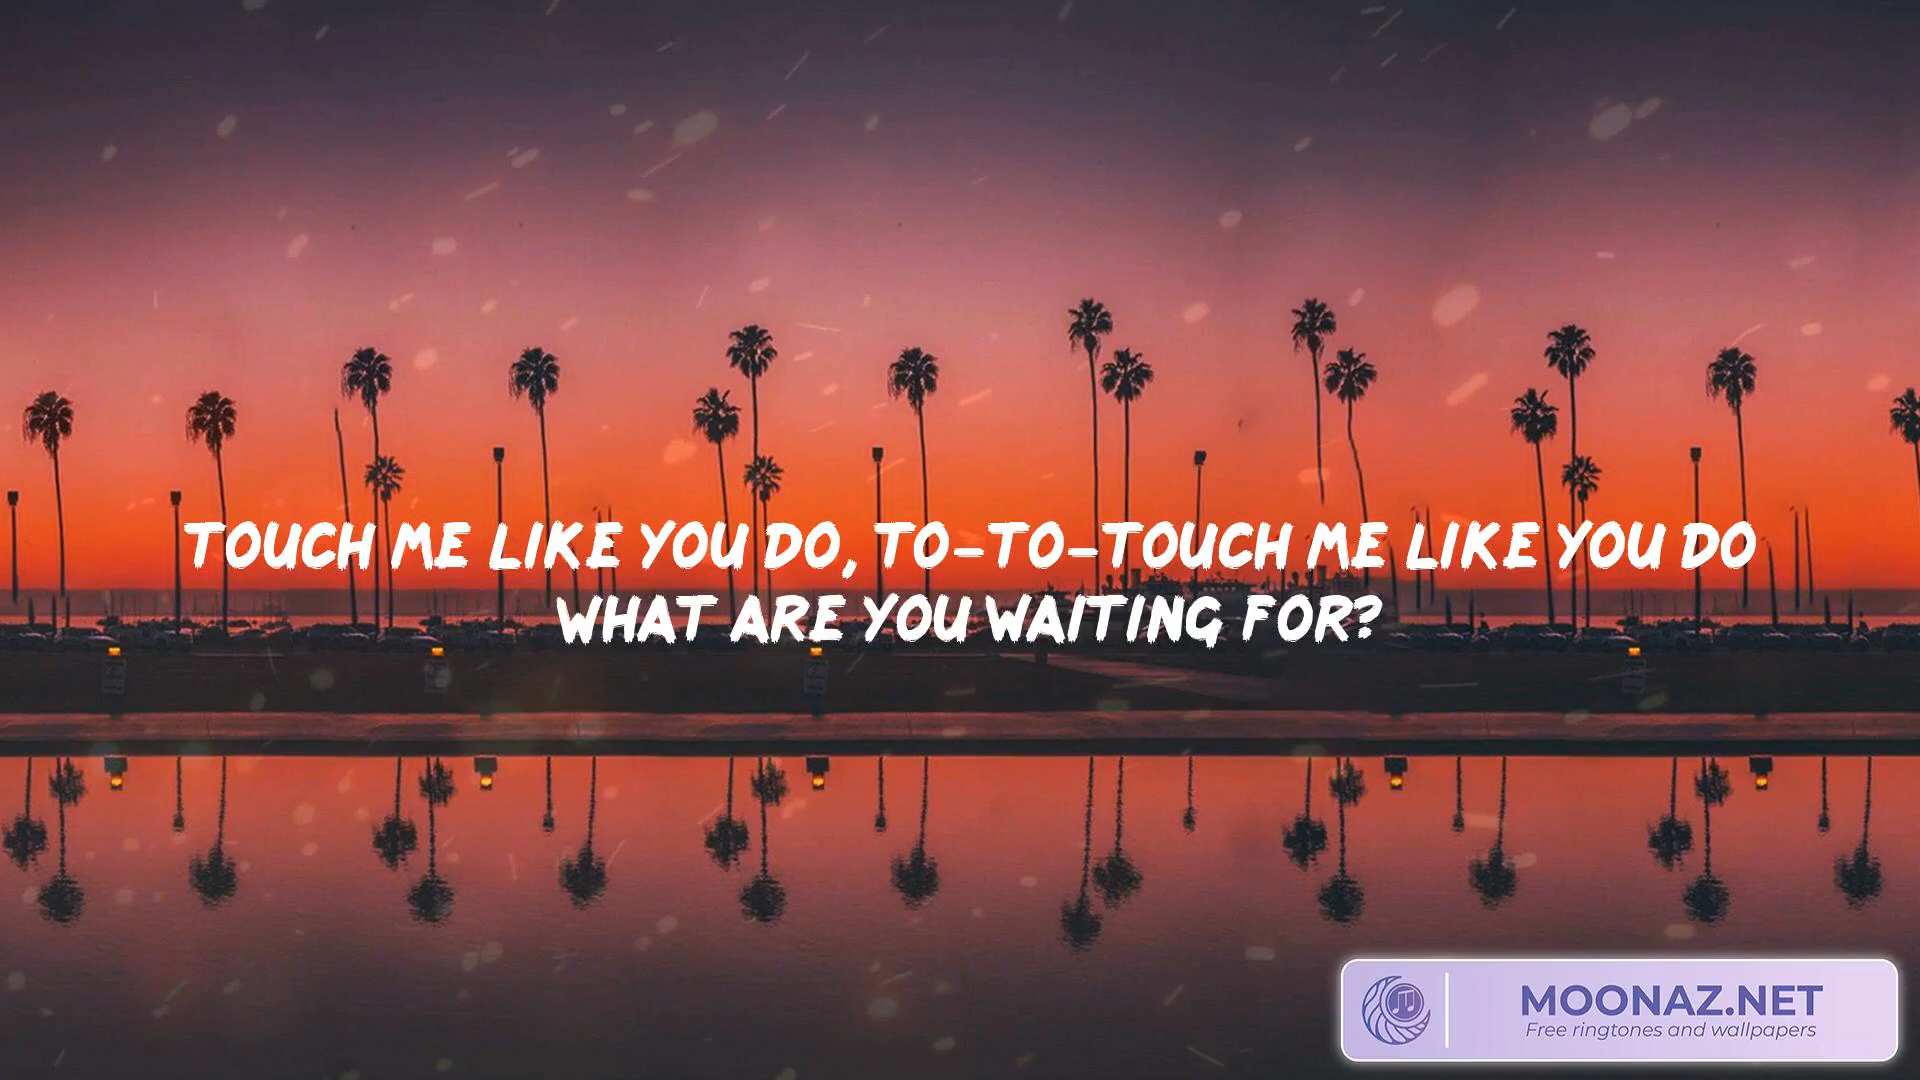 TOUCH ME LIKE YOU DO, TO-TO-TOUCH ME LIKE YOU DO
WHAT ARE YOU WAITING FOR?
MOONAZ.NET
Free ringtones and wallpapers